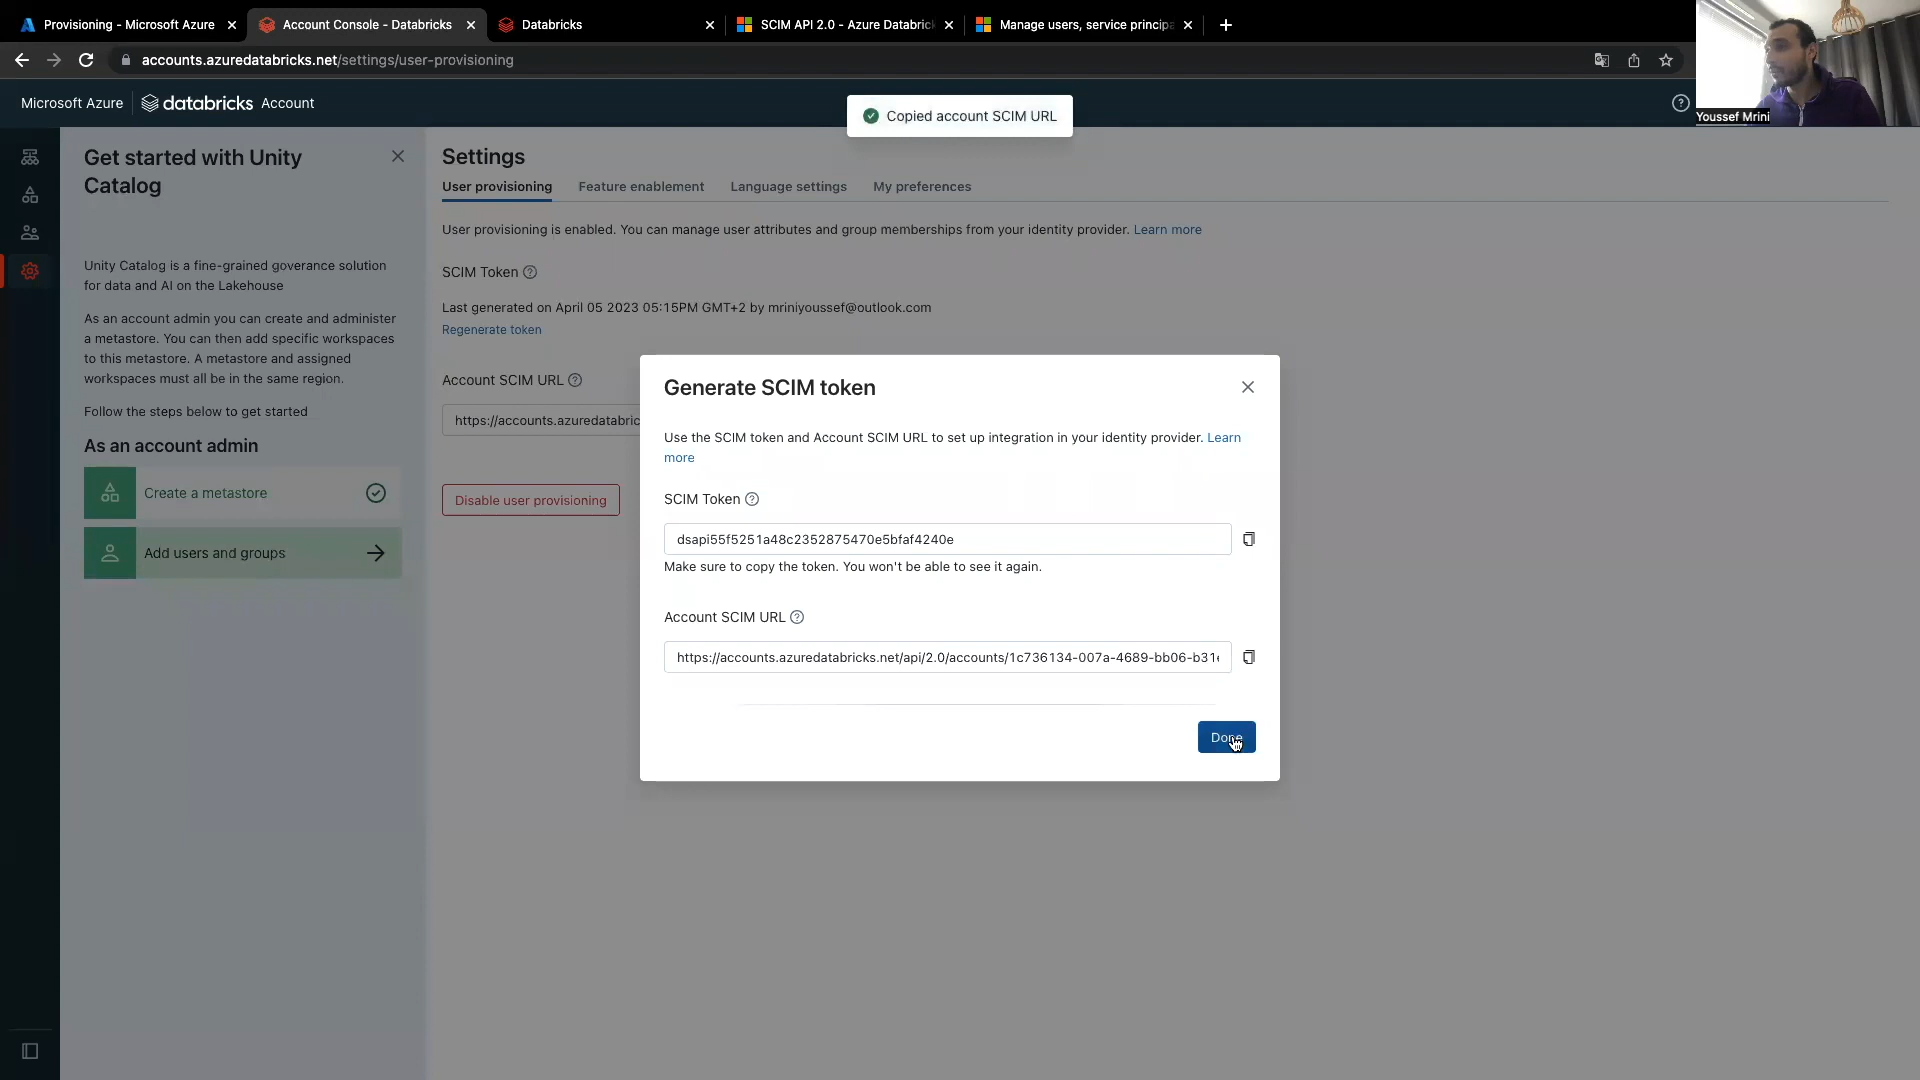 Provisioning - Microsoft Azure
Account Console - Databricks
Databricks
SCIM API 2.0 - Azure Databric
Manage users, service principa
accounts.azuredatabricks.net/settings/user-provisioning
Microsoft Azure
databricks Account
Copied account SCIM URL
Youssef Mrini
Get started with Unity
Catalog
Unity Catalog is a fine-grained goverance solution
for data and AI on the Lakehouse
As an account admin you can create and administer
a metastore. You can then add specific workspaces
to this metastore. A metastore and assigned
workspaces must all be in the same region.
Follow the steps below to get started
As an account admin
Create a metastore
Add users and groups
Settings
User provisioning
Feature enablement
Language settings
My preferences
User provisioning is enabled. You can manage user attributes and group memberships from your identity provider. Learn more
SCIM Token
Last generated on April 05 2023 05:15PM GMT+2 by mriniyoussef@outlook.com
Regenerate token
Account SCIM URL
https://accounts.azuredatabric
Disable user provisioning
Generate SCIM token
Use the SCIM token and Account SCIM URL to set up integration in your identity provider. Learn
more
SCIM Token
dsapi55f5251a48c2352875470e5bfaf4240e
Make sure to copy the token. You won't be able to see it again.
Account SCIM URL
https://accounts.azuredatabricks.net/api/2.0/accounts/1c736134-007a-4689-bb06-b31
Done